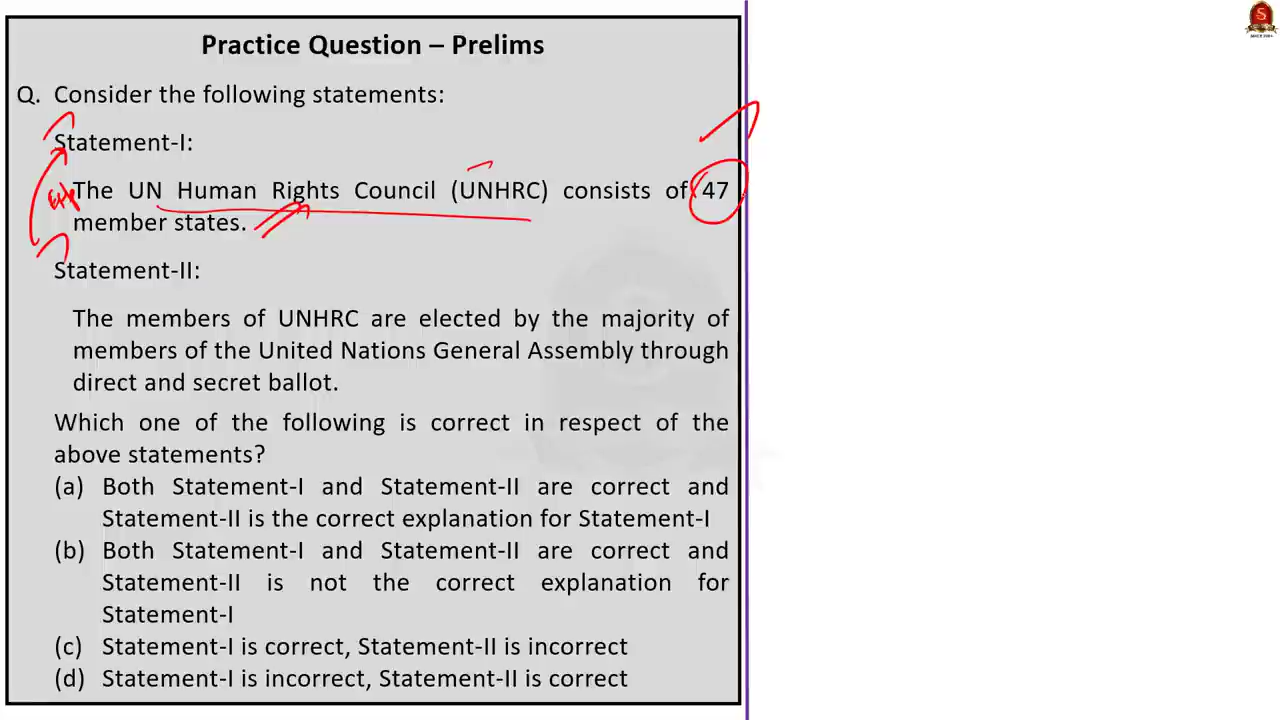 Practice Question – Prelims
Q. Consider the following statements:
Statement-I:
The UN Human Rights Council (UNHRC) consists of 47
member states.
Statement-II:
The members of UNHRC are elected by the majority of
members of the United Nations General Assembly through
direct and secret ballot.
Which one of the following is correct in respect of the
above statements?
(a) Both Statement-I and Statement-II are correct and
Statement-II is the correct explanation for Statement-I
(b) Both Statement-I and Statement-II are correct and
Statement-II is not the correct explanation for
Statement-I
(c) Statement-I is correct, Statement-II is incorrect
(d) Statement-I is incorrect, Statement-II is correct